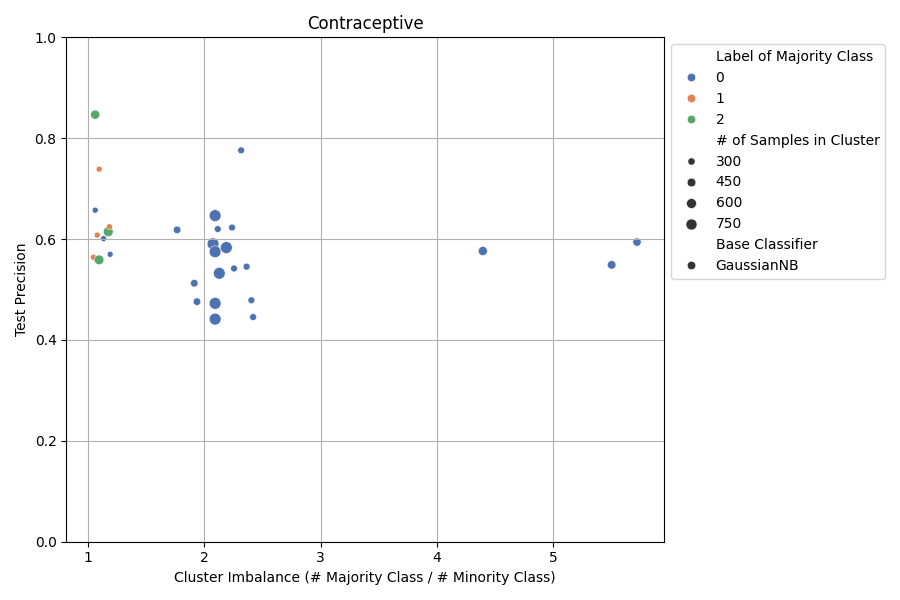 Contraceptive
1.0
0.8
0.6
0.4
0.2
0.0
Test Precision
1
2
3
4
5
Cluster Imbalance (# Majority Class / # Minority Class)
Label of Majority Class
0
1
2
# of Samples in Cluster
300
450
600
750
Base Classifier
GaussianNB